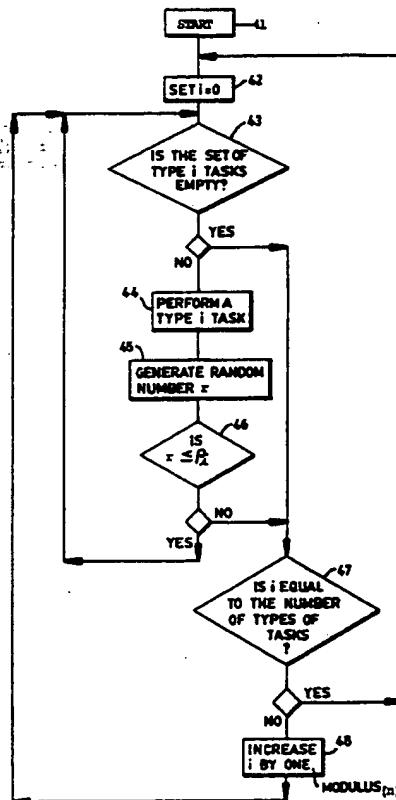 START
41
42
SET i=0
43
IS THE SET OF
TYPE i TASKS
EMPTY?
YES
NO
44
PERFORM A
TYPE i TASK
45
GENERATE RANDOM
NUMBER r
46
IS
r ≤ Pi
NO
YES
47
IS i EQUAL
TO THE NUMBER
OF TYPES OF
TASKS
?
YES
NO
48
INCREASE
i BY ONE,
MODULUS(n)